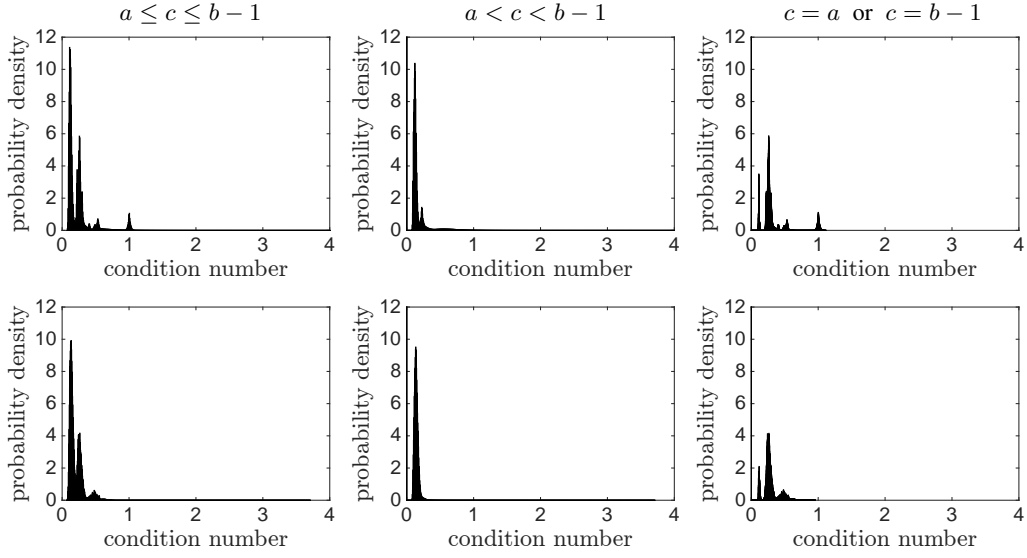 a ≤ c ≤ b − 1
a < c < b − 1
c = a or c = b − 1
probability density
12
10
8
6
4
2
0
0 1 2 3 4
condition number
probability density
12
10
8
6
4
2
0
0 1 2 3 4
condition number
probability density
12
10
8
6
4
2
0
0 1 2 3 4
condition number
probability density
12
10
8
6
4
2
0
0 1 2 3 4
condition number
probability density
12
10
8
6
4
2
0
0 1 2 3 4
condition number
probability density
12
10
8
6
4
2
0
0 1 2 3 4
condition number